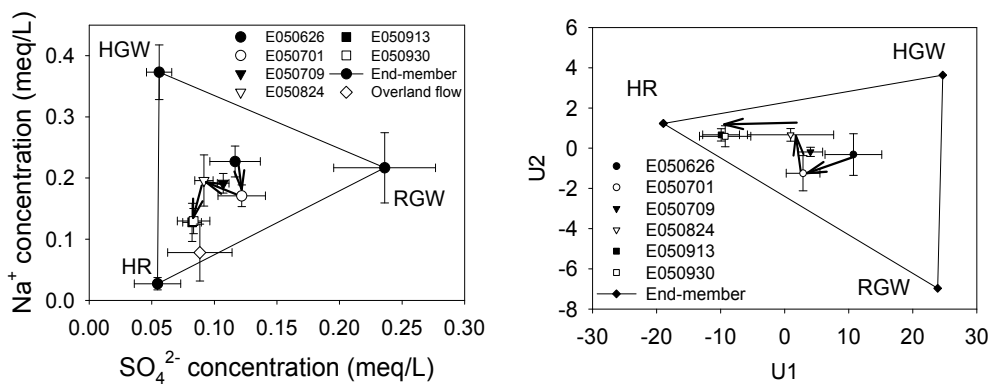 Na+ concentration (meq/L)
0.4
0.3
0.2
0.1
0.0
HGW
RGW
HR
E050626
E050701
E050709
E050824
E050913
E050930
End-member
Overland flow
0.00 0.05 0.10 0.15 0.20 0.25 0.30
SO4 2- concentration (meq/L)
U2
6
4
2
0
-2
-4
-6
-8
HR
HGW
RGW
E050626
E050701
E050709
E050824
E050913
E050930
End-member
-30 -20 -10 0 10 20 30
U1